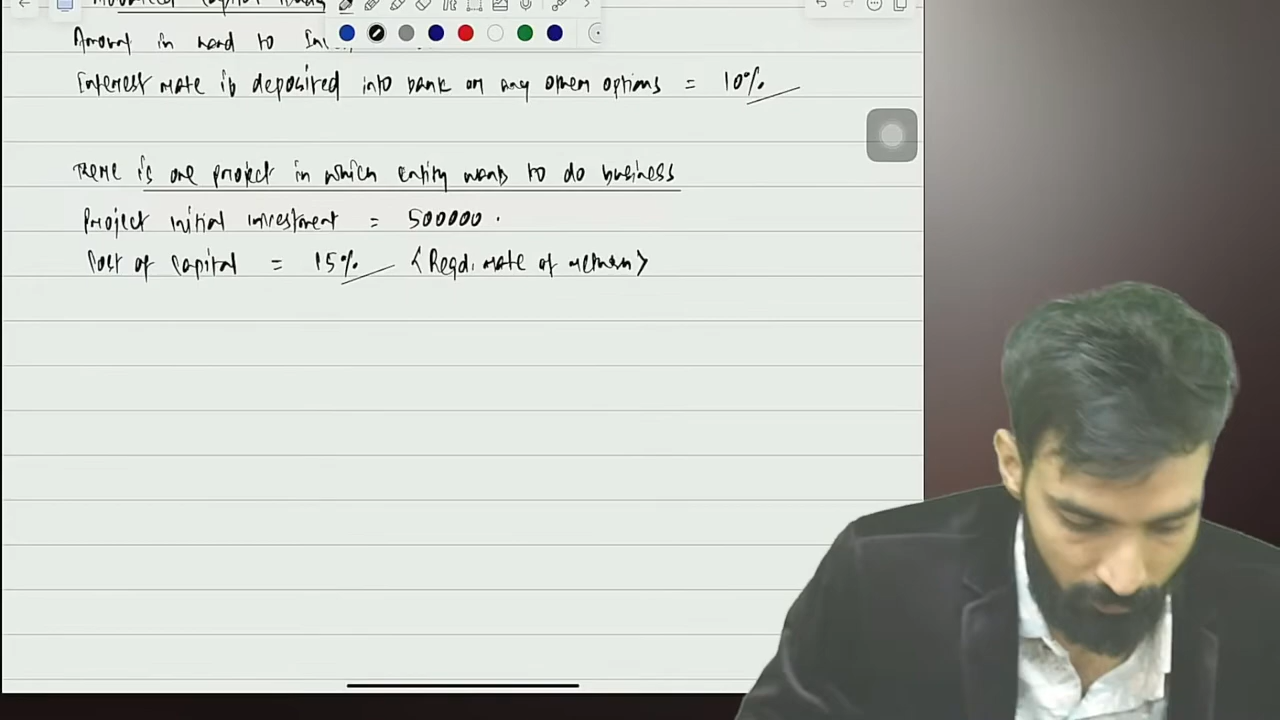 Advanced Capital
Amount in hand to
Interest rate if deposited into bank or any other options = 10%
There is one project in which entity wants to do business
Project initial investment = 500000.
Cost of Capital = 15% <Reqd. rate of return>